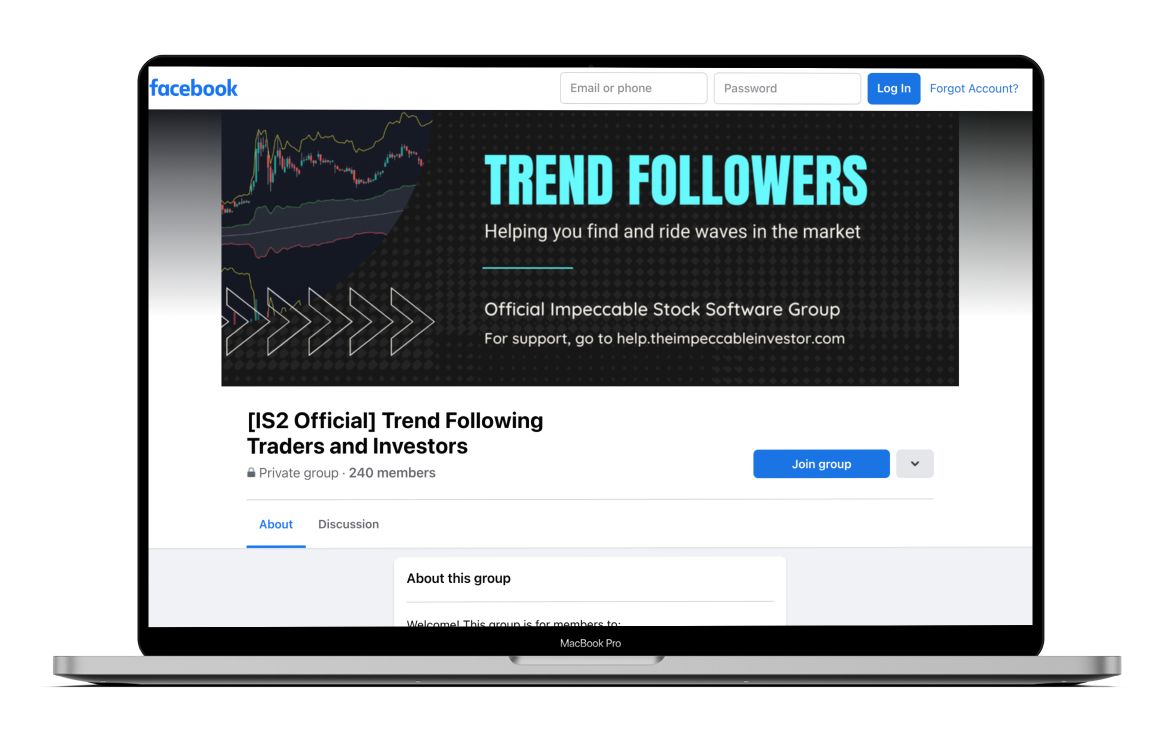 facebook
Email or phone
Password
Log In
Forgot Account?
TREND FOLLOWERS
Helping you find and ride waves in the market
Official Impeccable Stock Software Group
For support, go to help.theimpeccableinvestor.com
[IS2 Official] Trend Following
Traders and Investors
Private group · 240 members
Join group
About
Discussion
About this group
Welcome! This group is for members to:
MacBook Pro